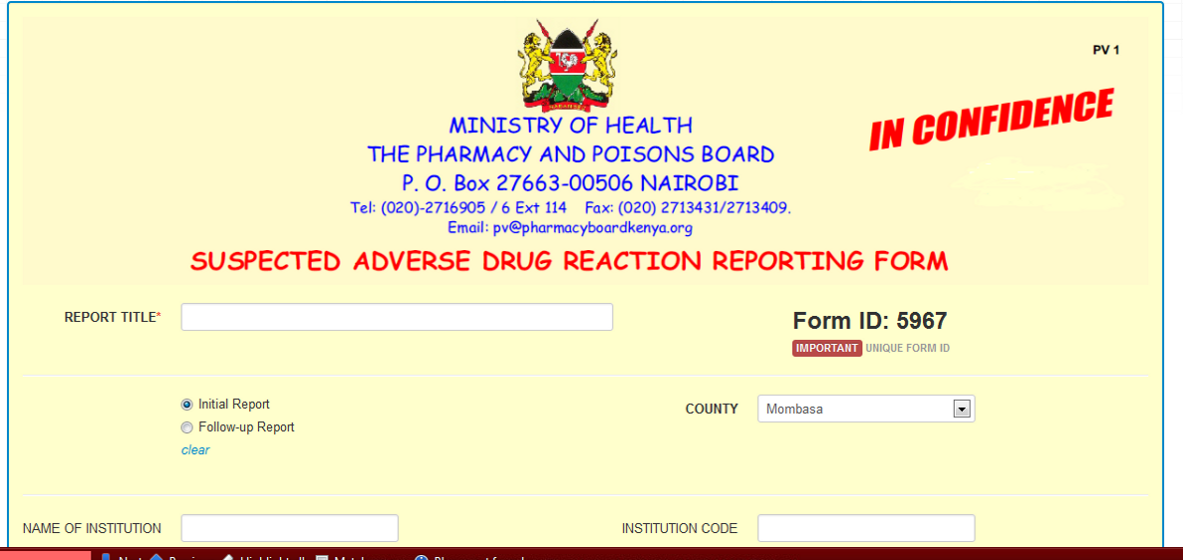 PV 1
IN CONFIDENCE
MINISTRY OF HEALTH
THE PHARMACY AND POISONS BOARD
P. O. Box 27663-00506 NAIROBI
Tel: (020)-2716905 / 6 Ext 114 Fax: (020) 2713431/2713409.
Email: pv@pharmacyboardkenya.org
SUSPECTED ADVERSE DRUG REACTION REPORTING FORM
REPORT TITLE*
Form ID: 5967
IMPORTANT UNIQUE FORM ID
Initial Report
Follow-up Report
clear
COUNTY Mombasa
NAME OF INSTITUTION
INSTITUTION CODE